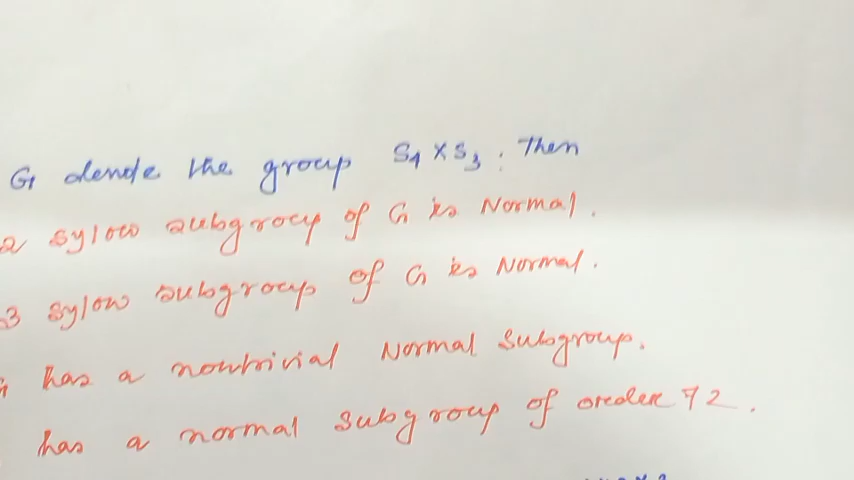 G denote the group S4 × S3. Then
2 sylow subgroup of G is Normal.
3 sylow subgroup of G is Normal.
has a nontrivial Normal Subgroup.
has a normal Subgroup of order 72.